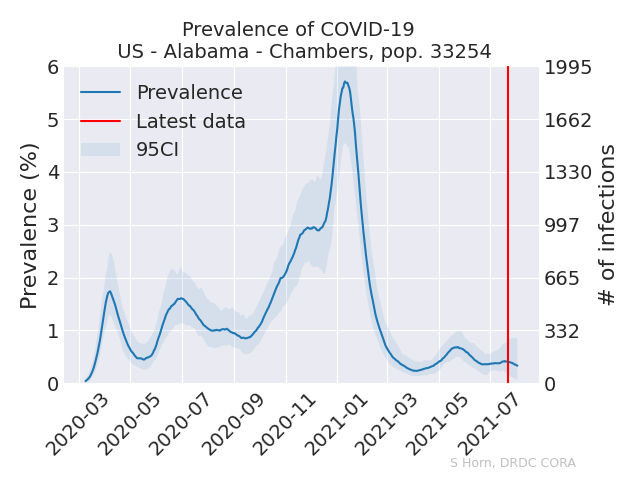 Prevalence of COVID-19
US - Alabama - Chambers, pop. 33254
Prevalence
Latest data
95CI
Prevalence (%)
6
5
4
3
2
1
0
1995
1662
1330
997
665
332
0
# of infections
2020-03
2020-05
2020-07
2020-09
2020-11
2021-01
2021-03
2021-05
2021-07
S Horn, DRDC CORA